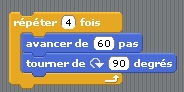 répéter 4 fois
avancer de 60 pas
tourner de ↻ 90 degrés